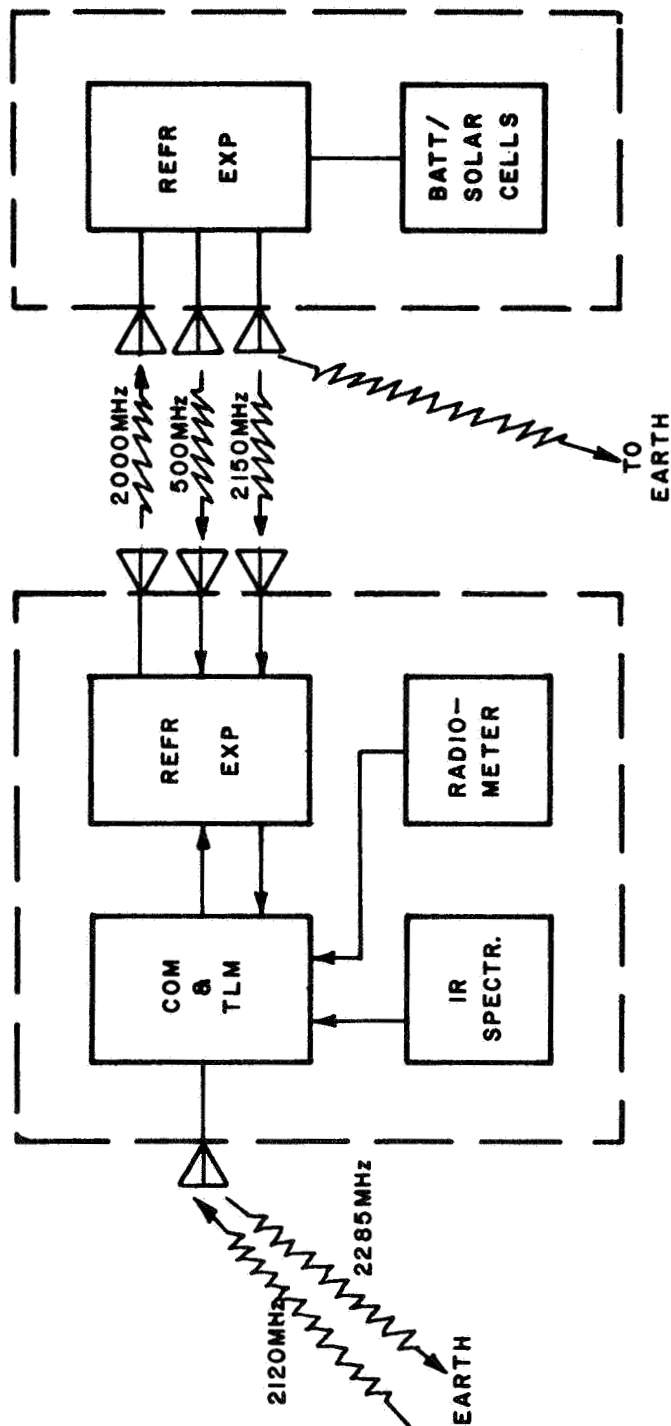 REFR
EXP
BATT/
SOLAR
CELLS
2000MHz
500MHz
2150MHz
TO
EARTH
REFR
EXP
RADIO-
METER
COM
&
TLM
IR
SPECTR.
2285MHz
2120MHz
EARTH